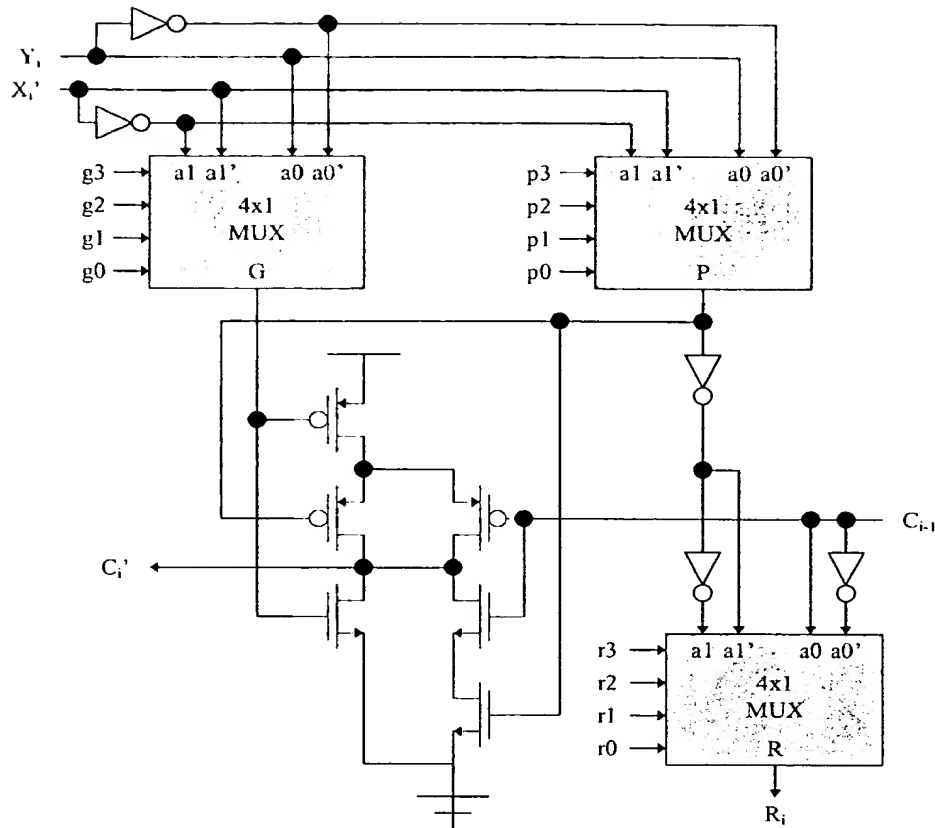 Yᵢ
Xᵢ'
a1 a1' a0 a0'
g3
g2
g1
g0
4x1
MUX
G
a1 a1' a0 a0'
p3
p2
p1
p0
4x1
MUX
P
Cᵢ'
Cᵢ₋₁
a1 a1' a0 a0'
r3
r2
r1
r0
4x1
MUX
R
Rᵢ